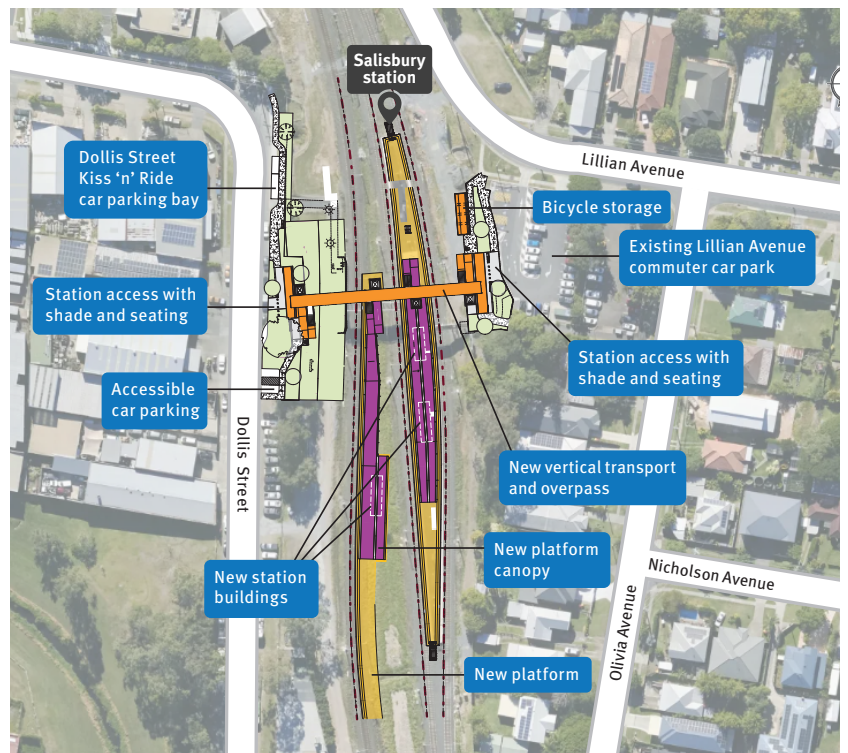 Salisbury
station
Lillian Avenue
Dollis Street
Kiss ‘n’ Ride
car parking bay
Bicycle storage
Existing Lillian Avenue
commuter car park
Station access with
shade and seating
Station access with
shade and seating
Accessible
car parking
Dollis Street
New vertical transport
and overpass
New platform
canopy
New station
buildings
Nicholson Avenue
Olivia Avenue
New platform